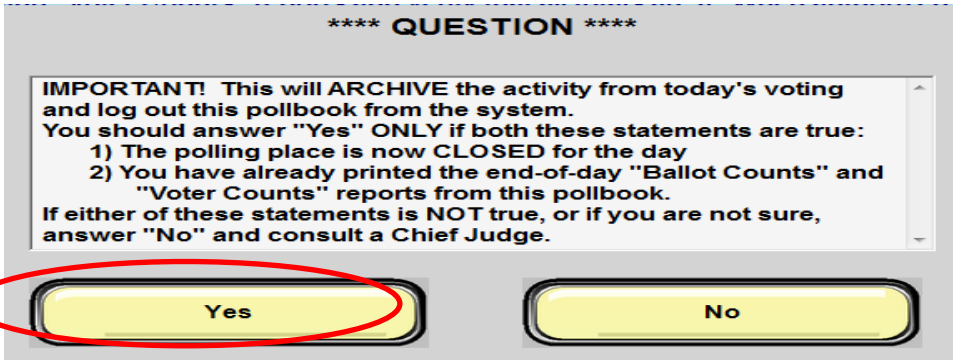 **** QUESTION ****
IMPORTANT! This will ARCHIVE the activity from today's voting
and log out this pollbook from the system.
You should answer "Yes" ONLY if both these statements are true:
1) The polling place is now CLOSED for the day
2) You have already printed the end-of-day "Ballot Counts" and
"Voter Counts" reports from this pollbook.
If either of these statements is NOT true, or if you are not sure,
answer "No" and consult a Chief Judge.
Yes No